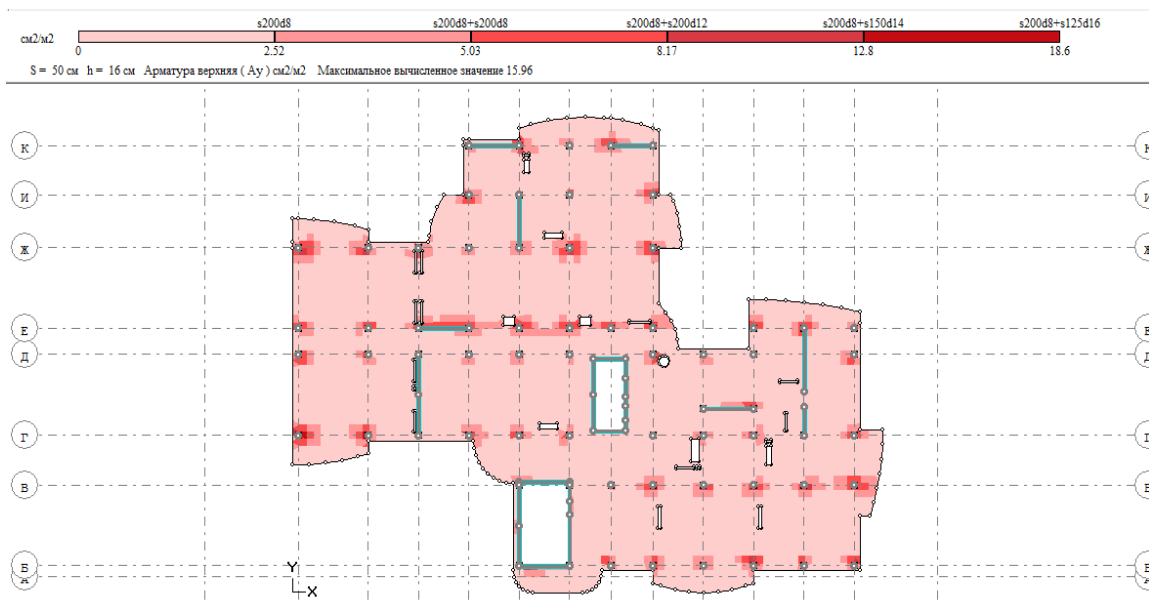 s200d8 s200d8+s200d8 s200d8+s200d12 s200d8+s150d14 s200d8+s125d16
см2/м2
0 2.52 5.03 8.17 12.8 18.6
S = 50 см h = 16 см Арматура верхняя ( Ay ) см2/м2 Максимальное вычисленное значение 15.96
К К
И И
Ж Ж
Е Е
Д Д
Г Г
В В
Б Б
Y
X